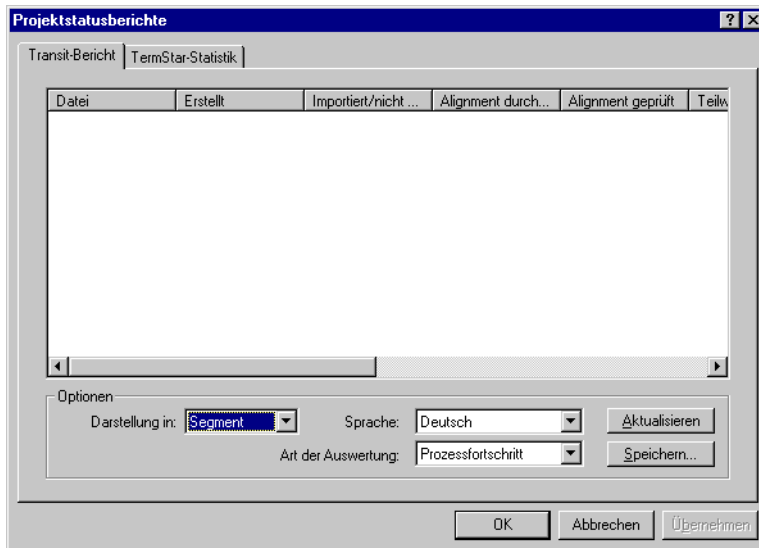 Projektstatusberichte
Transit-Bericht TermStar-Statistik
Datei Erstellt Importiert/nicht ... Alignment durch... Alignment geprüft Teilw
Optionen
Darstellung in: Segment Sprache: Deutsch Aktualisieren
Art der Auswertung: Prozessfortschritt Speichern...
OK Abbrechen Übernehmen